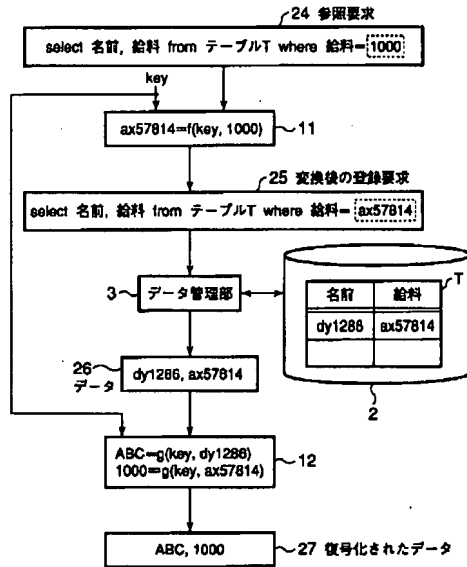 24 参照要求
select 名前, 給料 from テーブルT where 給料= 1000
key
ax57814=f(key, 1000)
11
25 変換後の登録要求
select 名前, 給料 from テーブルT where 給料= ax57814
3
データ管理部
T
名前 給料
dy1286 ax57814
2
26
データ
dy1286, ax57814
ABC=g(key, dy1286)
1000=g(key, ax57814)
12
ABC, 1000
27 復号化されたデータ